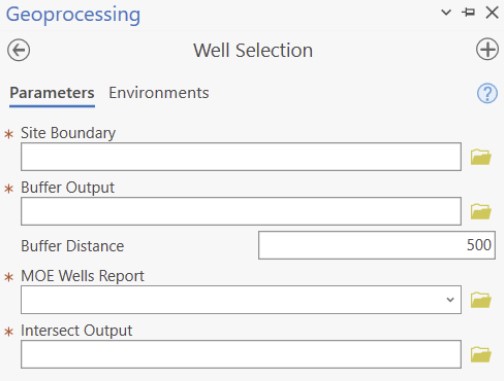 Geoprocessing
Well Selection
Parameters Environments
* Site Boundary
* Buffer Output
Buffer Distance 500
* MOE Wells Report
* Intersect Output